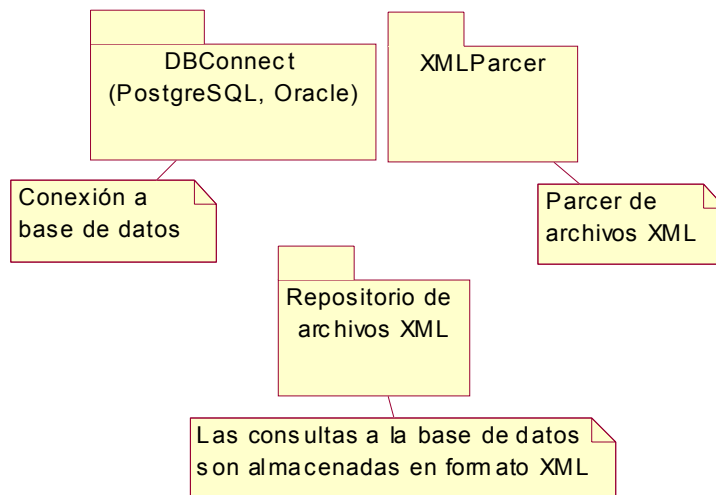 DBConnect
(PostgreSQL, Oracle)
XMLParcer
Conexión a
base de datos
Parcer de
archivos XML
Repositorio de
archivos XML
Las consultas a la base de datos
son almacenadas en formato XML